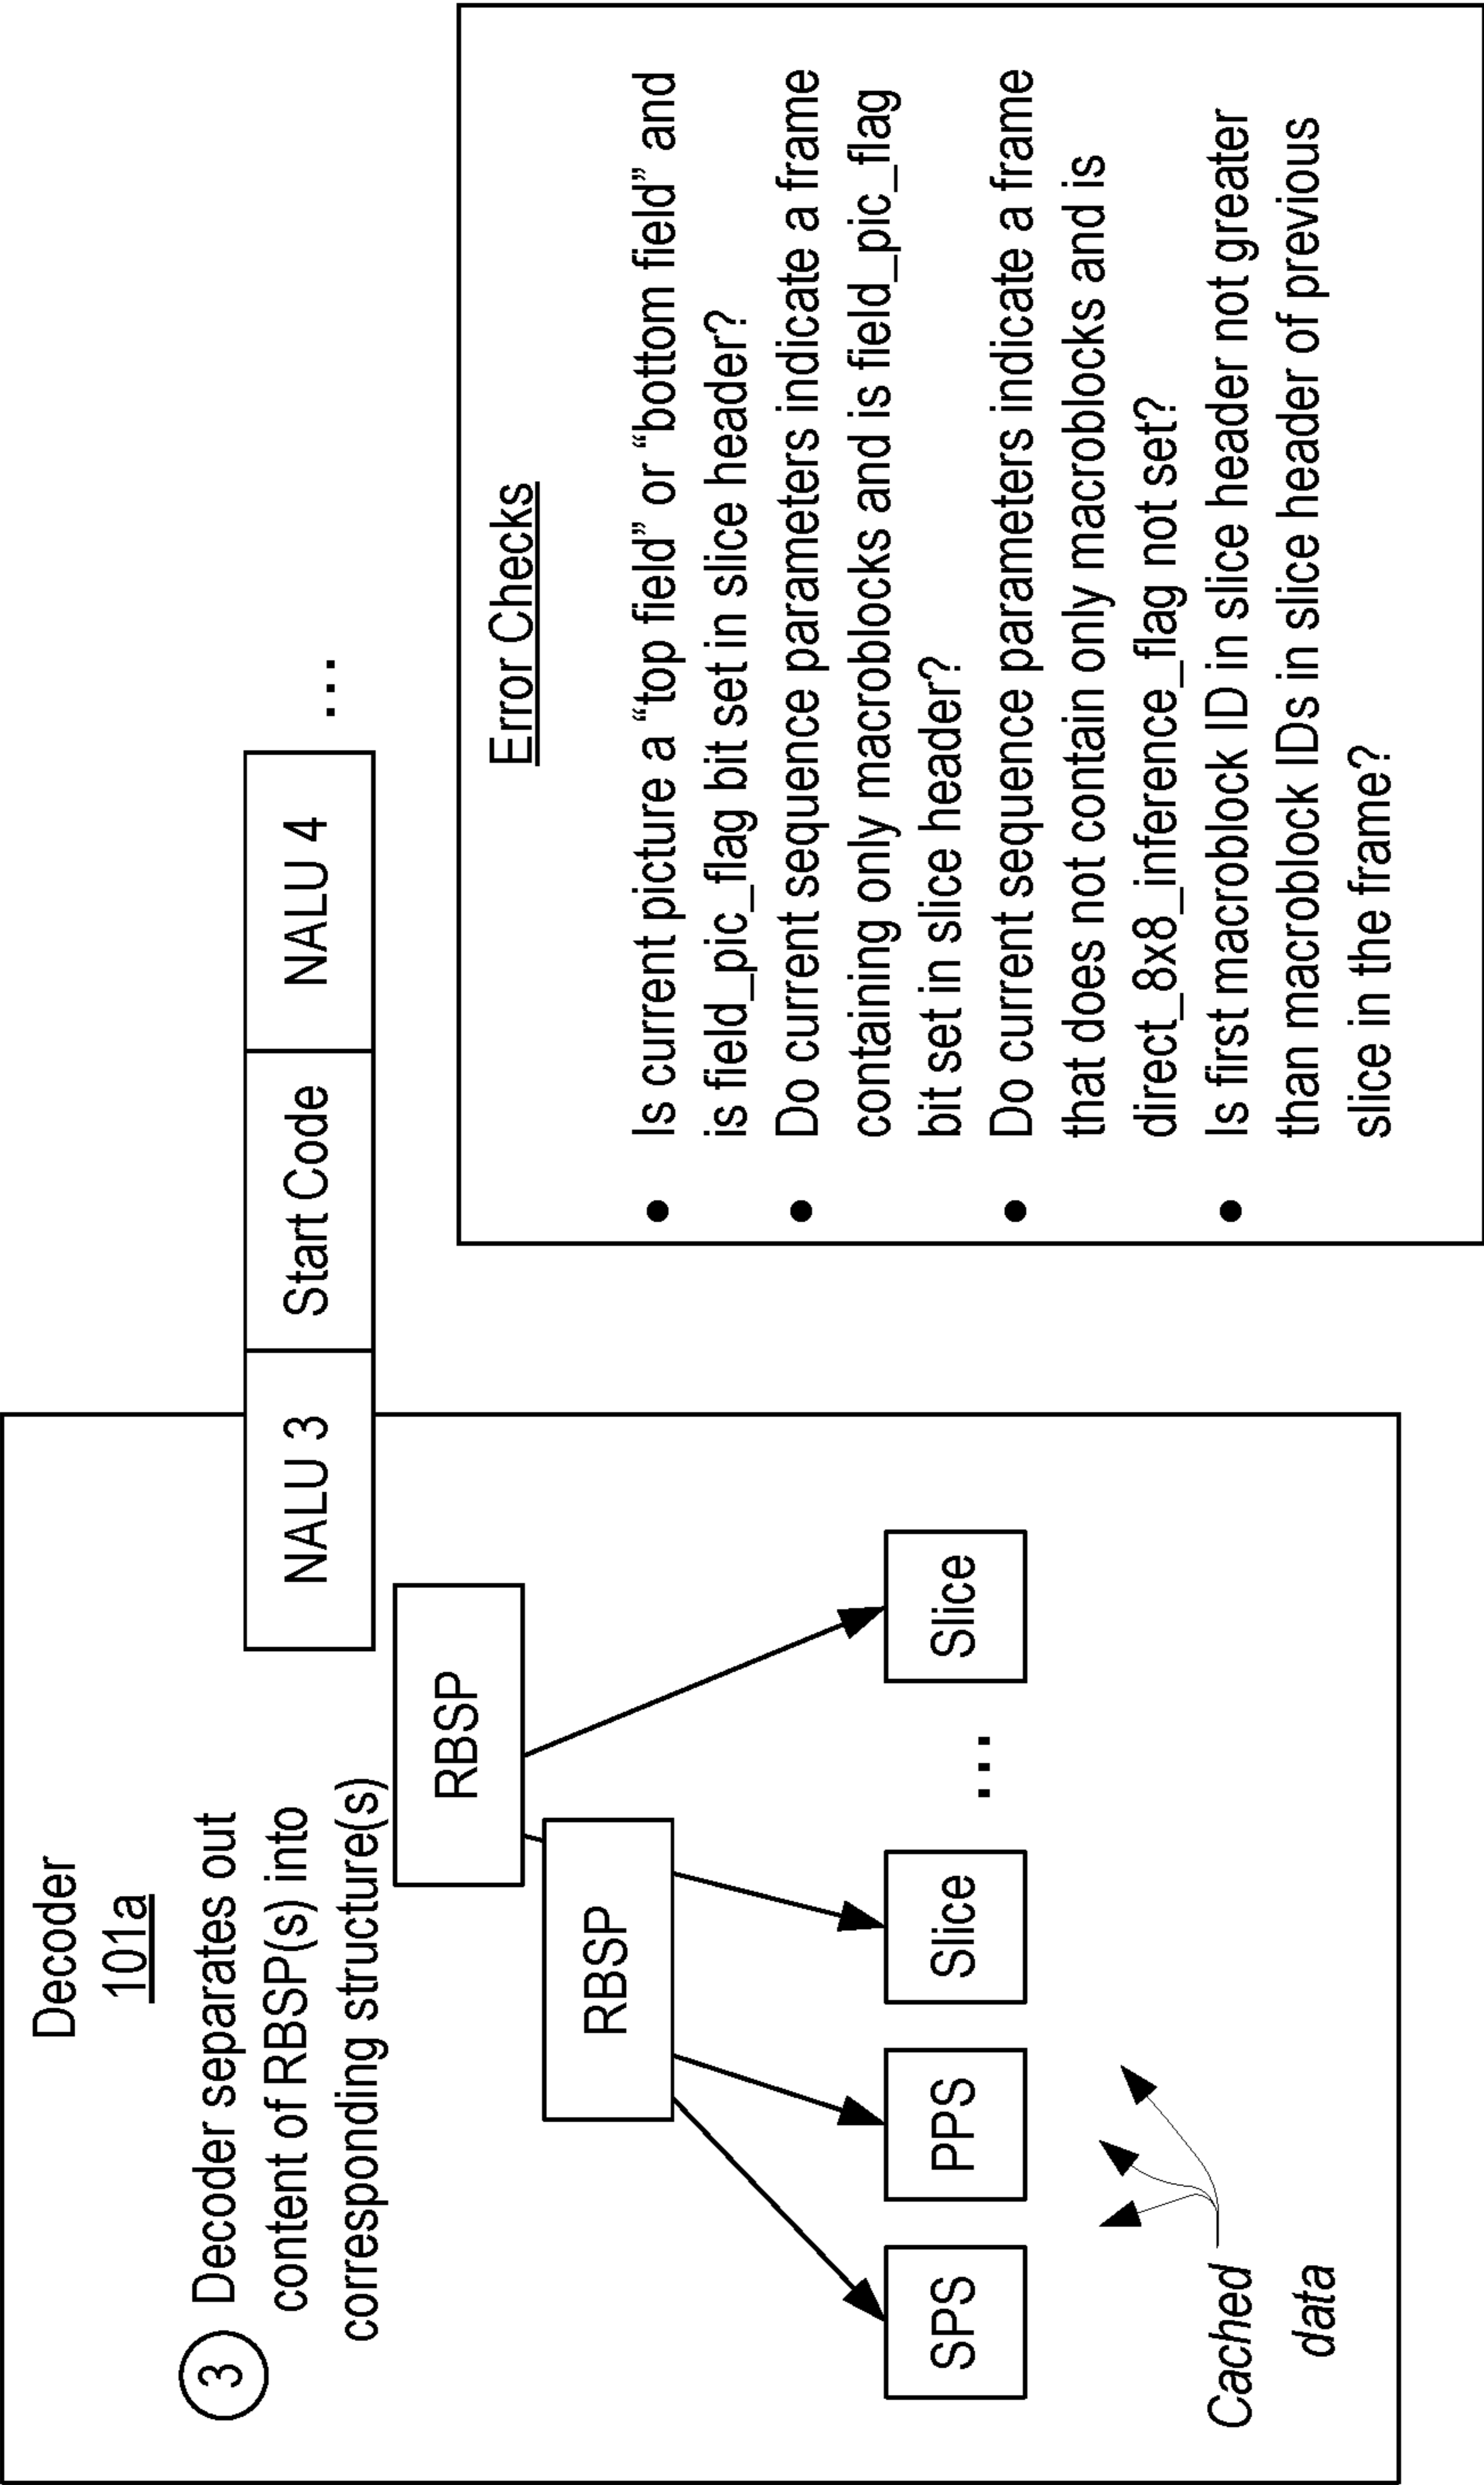 Decoder
101a
3
Decoder separates out
content of RBSP(s) into
corresponding structure(s)
NALU 3
Start Code
NALU 4
...
RBSP
RBSP
SPS
PPS
Slice
...
Slice
Cached
data
Error Checks
• Is current picture a “top field” or “bottom field” and
is field_pic_flag bit set in slice header?
• Do current sequence parameters indicate a frame
containing only macroblocks and is field_pic_flag
bit set in slice header?
• Do current sequence parameters indicate a frame
that does not contain only macroblocks and is
direct_8x8_inference_flag not set?
• Is first macroblock ID in slice header not greater
than macroblock IDs in slice header of previous
slice in the frame?